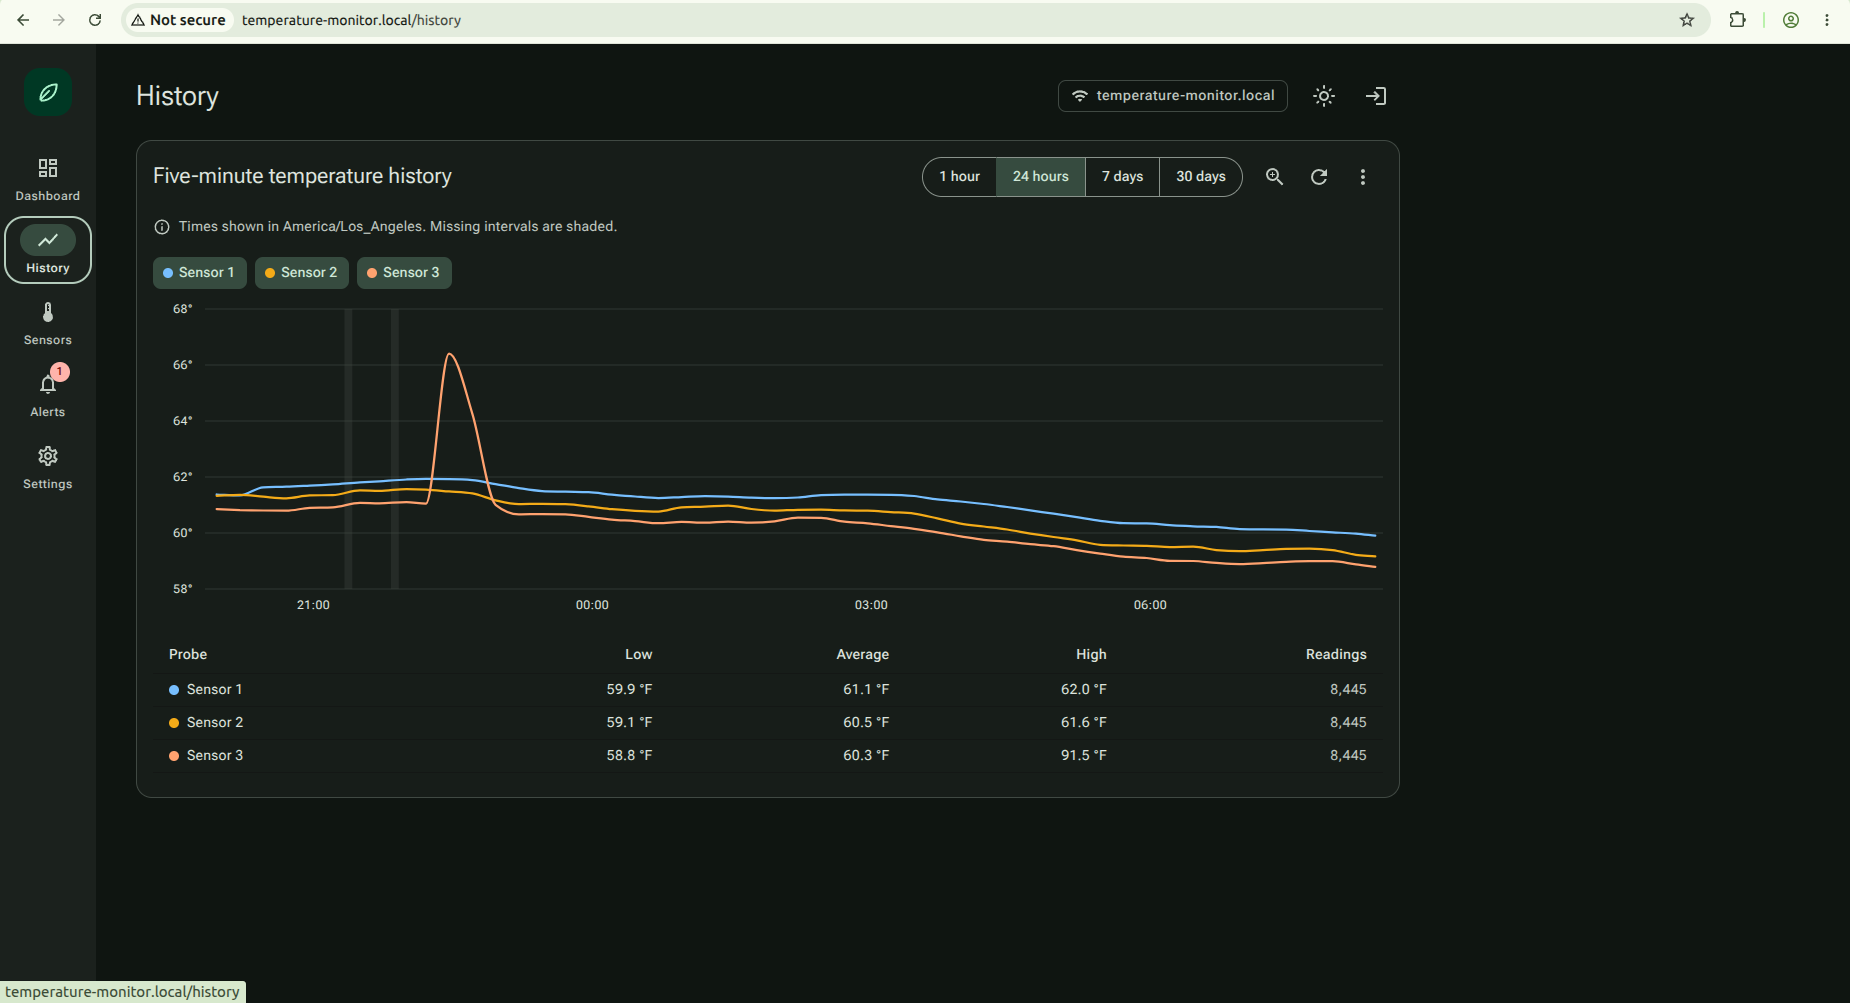 Not secure temperature-monitor.local/history
History
temperature-monitor.local
Dashboard
History
Sensors
1
Alerts
Settings
Five-minute temperature history
1 hour
24 hours
7 days
30 days
Times shown in America/Los_Angeles. Missing intervals are shaded.
Sensor 1
Sensor 2
Sensor 3
68°
66°
64°
62°
60°
58°
21:00 00:00 03:00 06:00
Probe Low Average High Readings
Sensor 1 59.9 °F 61.1 °F 62.0 °F 8,445
Sensor 2 59.1 °F 60.5 °F 61.6 °F 8,445
Sensor 3 58.8 °F 60.3 °F 91.5 °F 8,445
temperature-monitor.local/history